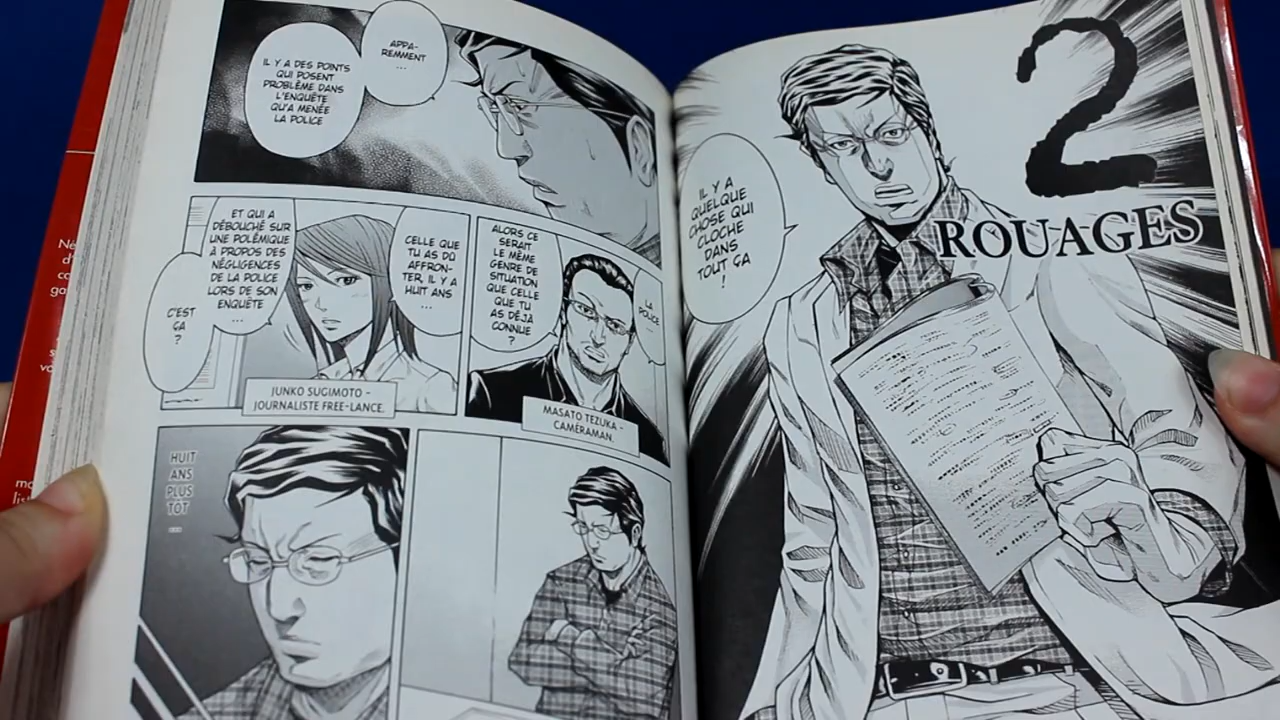 APPA-
REMMENT
...
IL Y A DES POINTS
QUI POSENT
PROBLÈME DANS
L'ENQUÊTE
QU'A MENÉE
LA POLICE
CELLE QUE
TU AS DÛ
AFFRON-
TER, IL Y A
HUIT ANS
...
ET QUI A
DÉBOUCHÉ SUR
UNE POLÉMIQUE
À PROPOS DES
NÉGLIGENCES
DE LA POLICE
LORS DE SON
ENQUÊTE
...
C'EST
ÇA
?
JUNKO SUGIMOTO -
JOURNALISTE FREE-LANCE.
LA
POLICE
ALORS CE
SERAIT
LE MÊME
GENRE DE
SITUATION
QUE CELLE
QUE TU
AS DÉJÀ
CONNUE
?
MASATO TEZUKA -
CAMÉRAMAN.
HUIT
ANS
PLUS
TÔT
...
2
ROUAGES
IL Y A
QUELQUE
CHOSE QUI
CLOCHE
DANS
TOUT ÇA
!